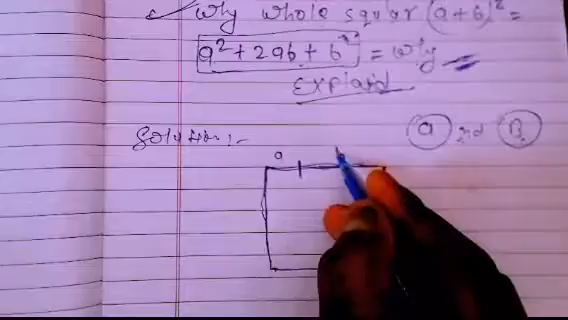 Why whole squar (a+b)² =
a² + 2ab + b² = why
Explain
Solution :-
a and B
a